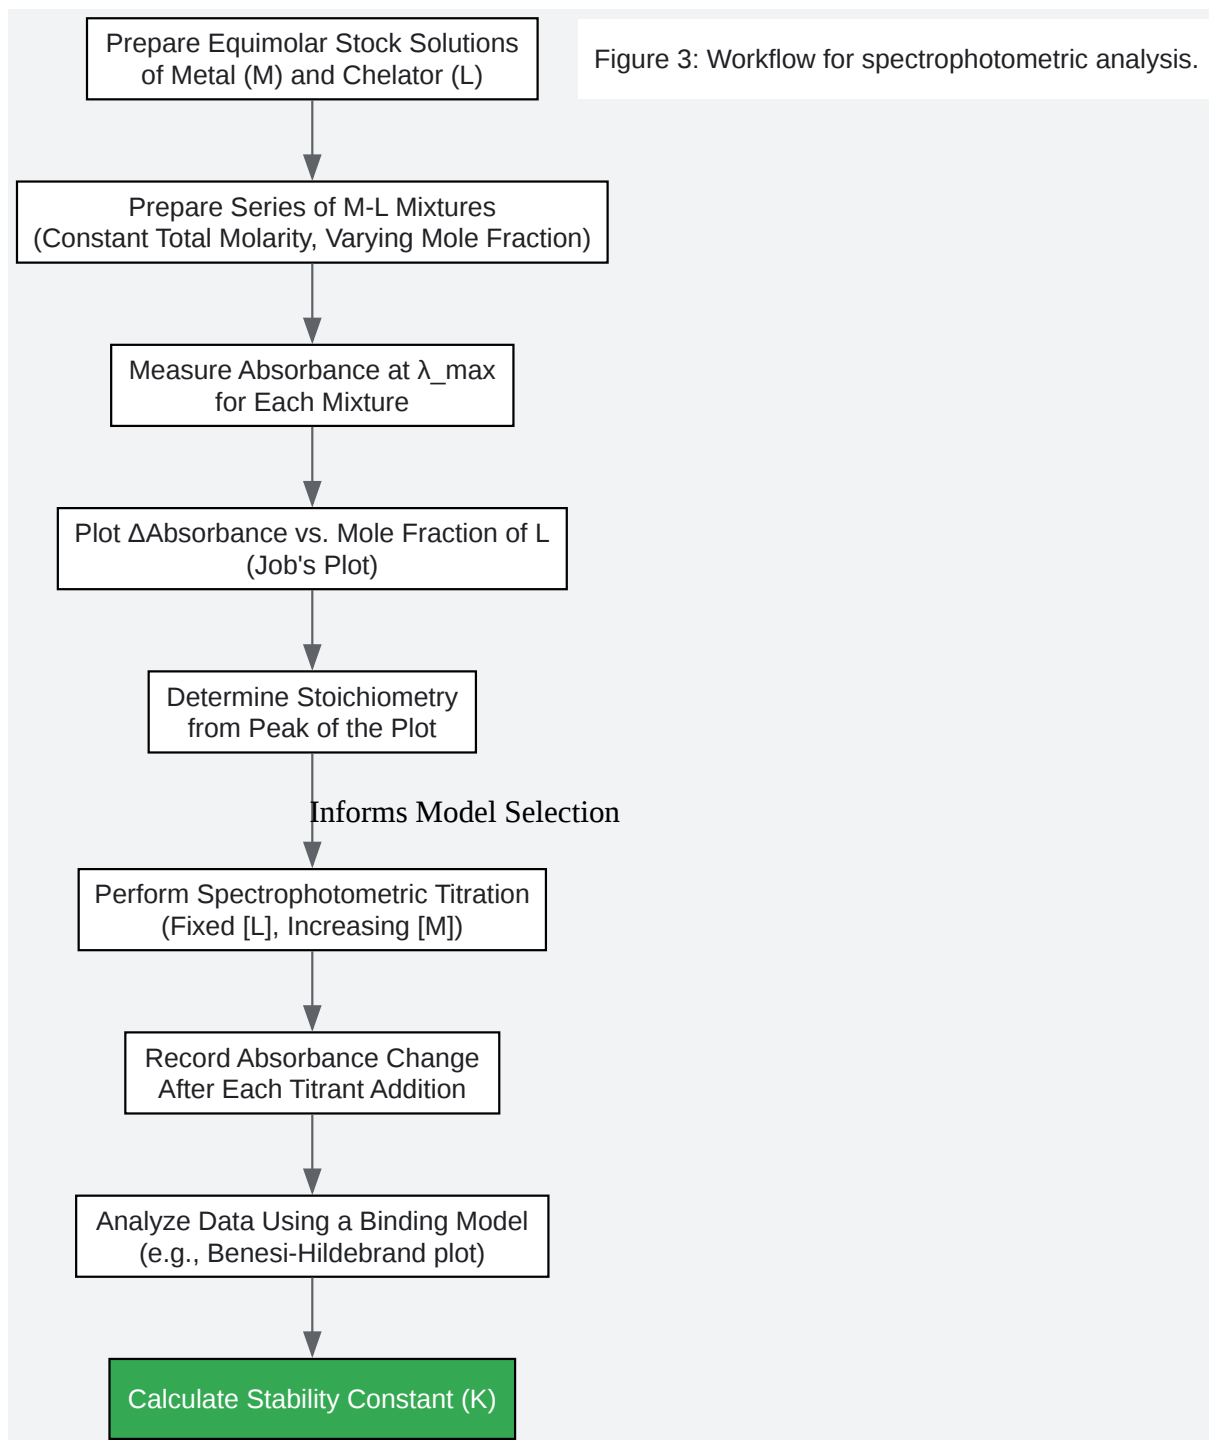 Prepare Equimolar Stock Solutions
of Metal (M) and Chelator (L)
Figure 3: Workflow for spectrophotometric analysis.
Prepare Series of M-L Mixtures
(Constant Total Molarity, Varying Mole Fraction)
Measure Absorbance at λ_max
for Each Mixture
Plot ΔAbsorbance vs. Mole Fraction of L
(Job's Plot)
Determine Stoichiometry
from Peak of the Plot
Informs Model Selection
Perform Spectrophotometric Titration
(Fixed [L], Increasing [M])
Record Absorbance Change
After Each Titrant Addition
Analyze Data Using a Binding Model
(e.g., Benesi-Hildebrand plot)
Calculate Stability Constant (K)